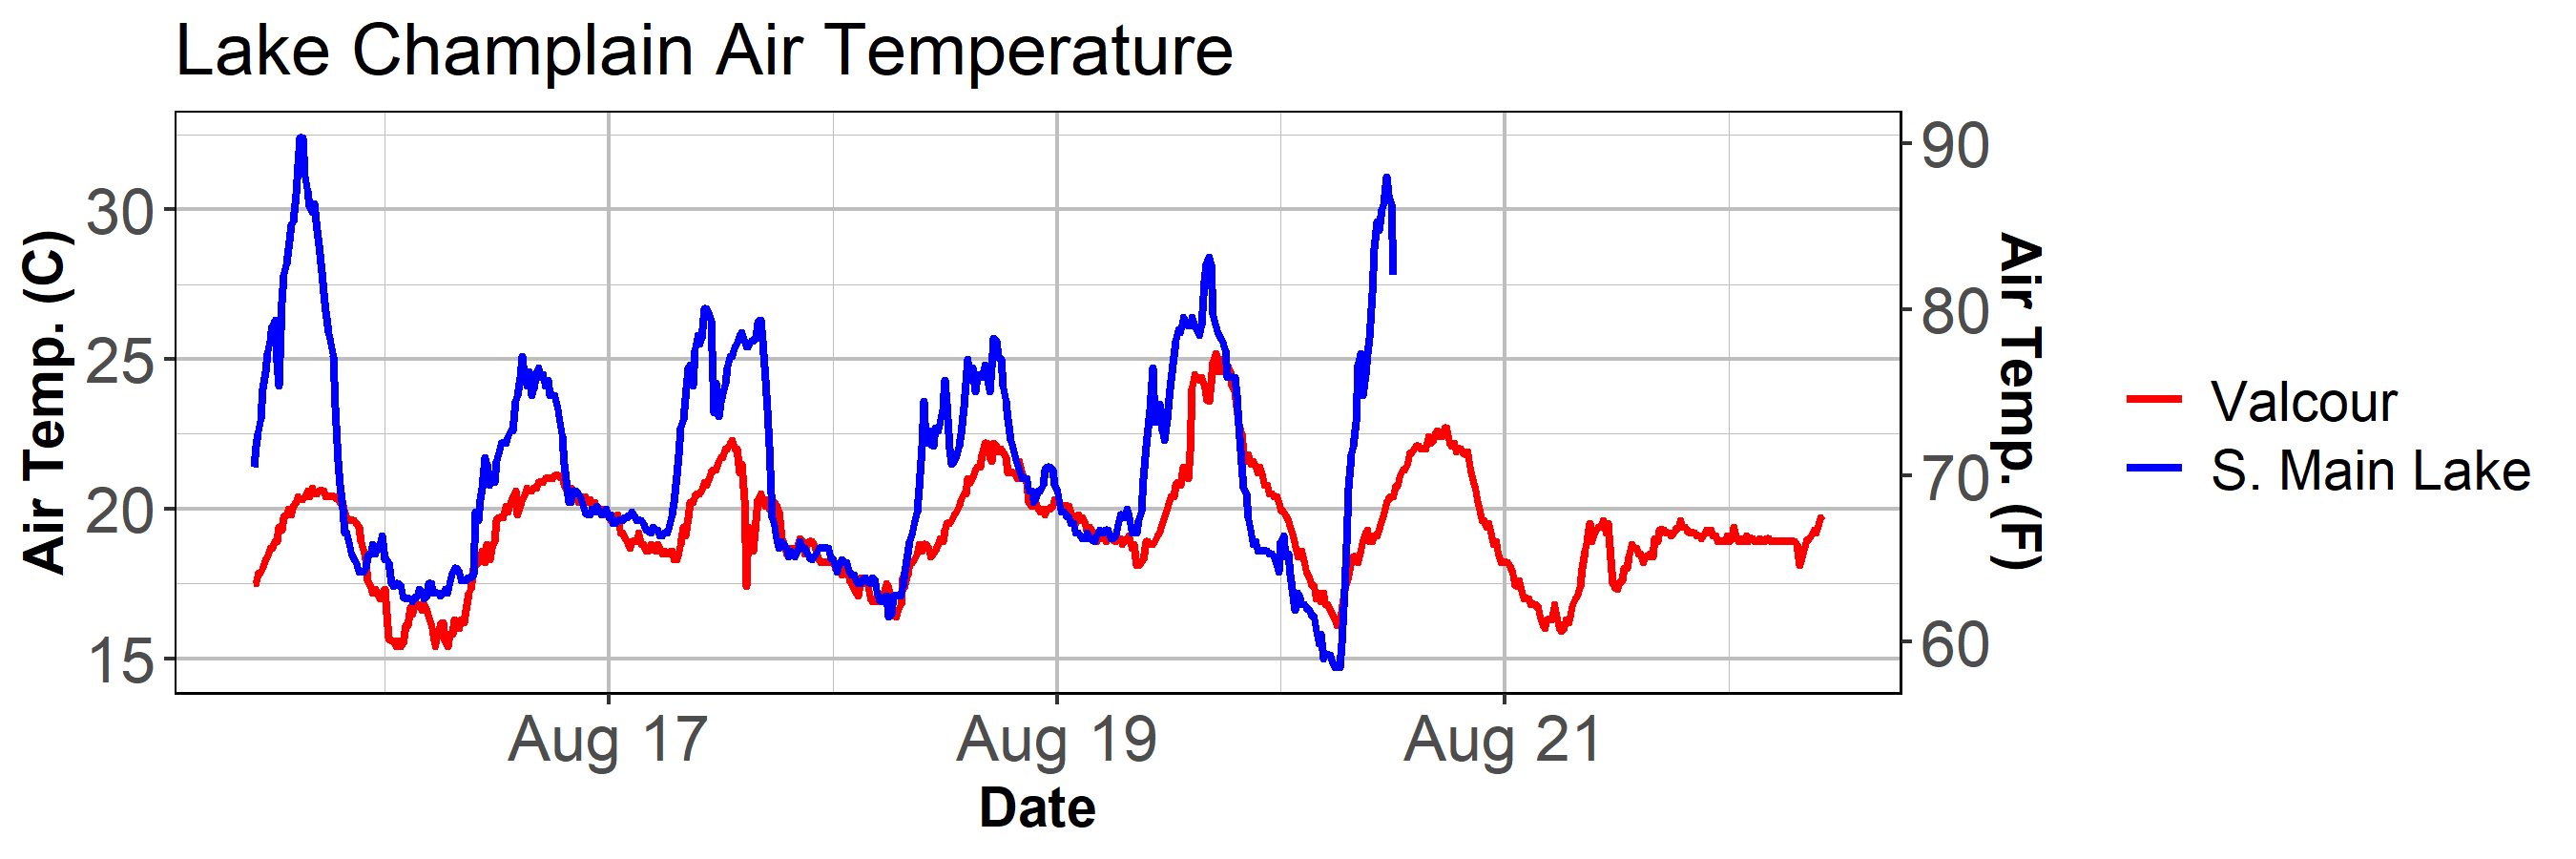 Lake Champlain Air Temperature
Air Temp. (C)
30
25
20
15
90
80
70
60
Air Temp. (F)
Aug 17
Aug 19
Aug 21
Date
Valcour
S. Main Lake